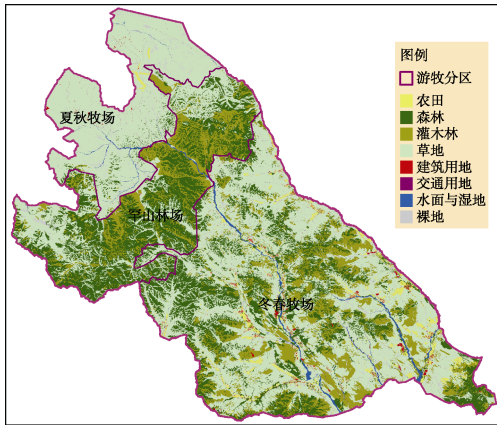 图例
游牧分区
农田
森林
灌木林
草地
建筑用地
交通用地
水面与湿地
裸地
夏秋牧场
罕山林场
冬春牧场